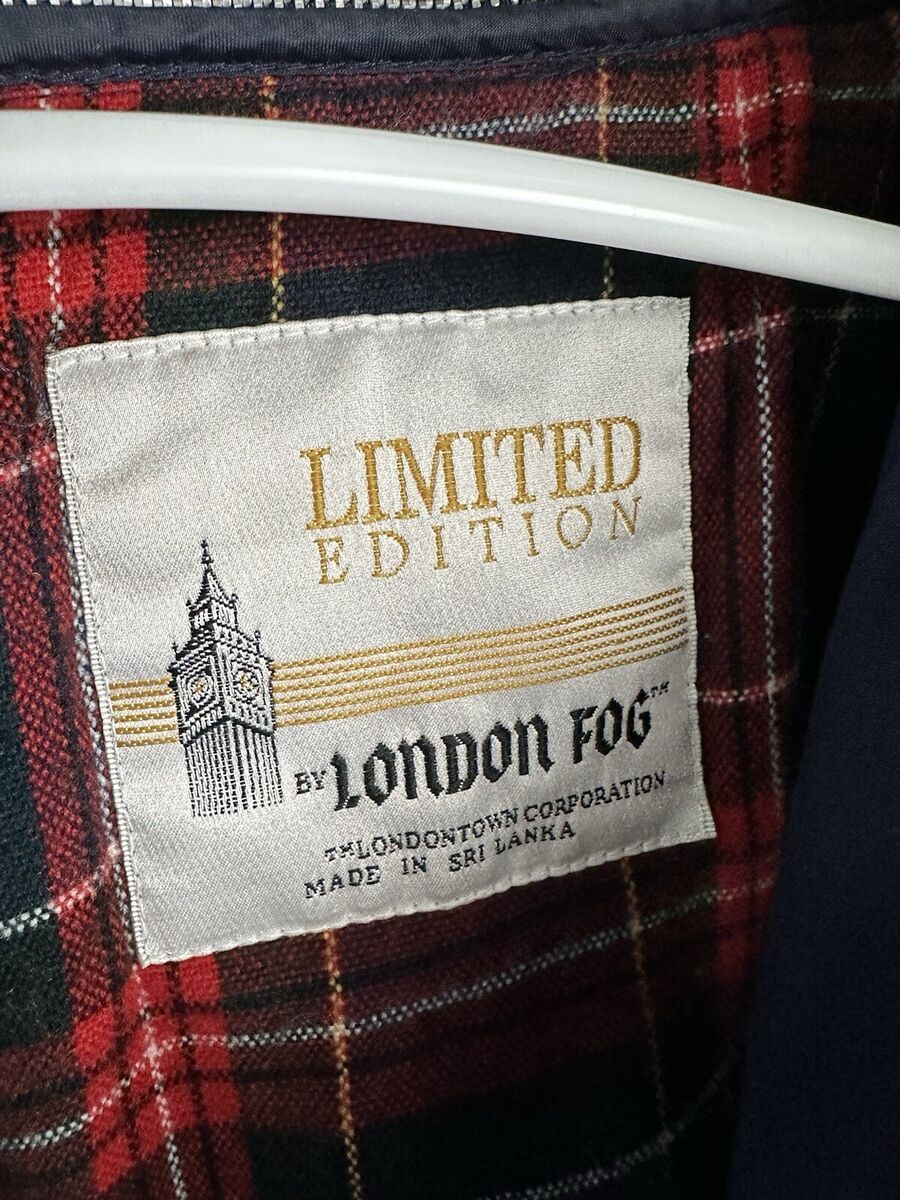 LIMITED
EDITION
BY LONDON FOG™
™LONDONTOWN CORPORATION
MADE IN SRI LANKA